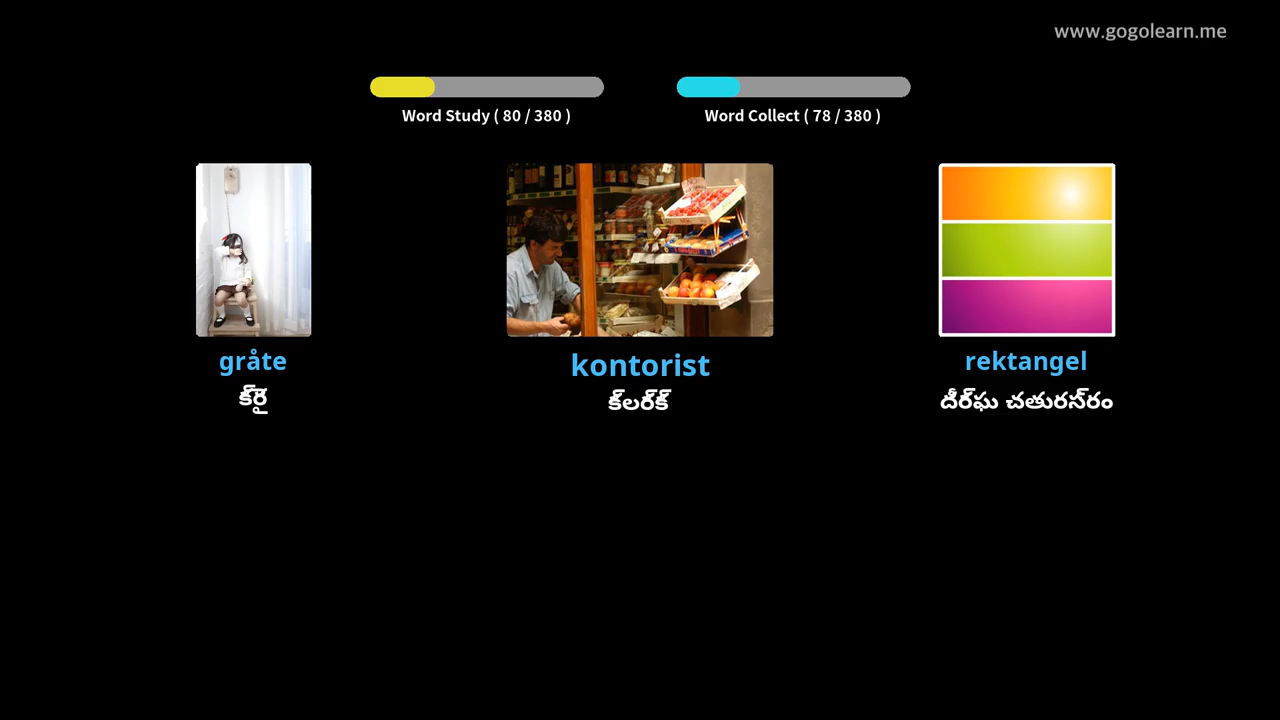 www.gogolearn.me
Word Study ( 80 / 380 )
Word Collect ( 78 / 380 )
gråte
క్‌రై
kontorist
క్‌లర్‌క్
rektangel
దీర్‌ఘ చతురస్‌రం